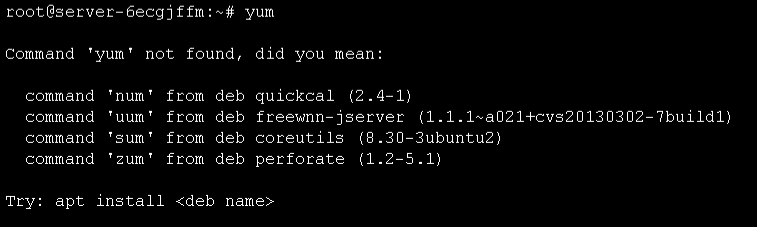 root@server-6ecgjffm:~# yum
Command 'yum' not found, did you mean:
command 'num' from deb quickcal (2.4-1)
command 'uum' from deb freewnn-jserver (1.1.1~a021+cvs20130302-7build1)
command 'sum' from deb coreutils (8.30-3ubuntu2)
command 'zum' from deb perforate (1.2-5.1)
Try: apt install <deb name>